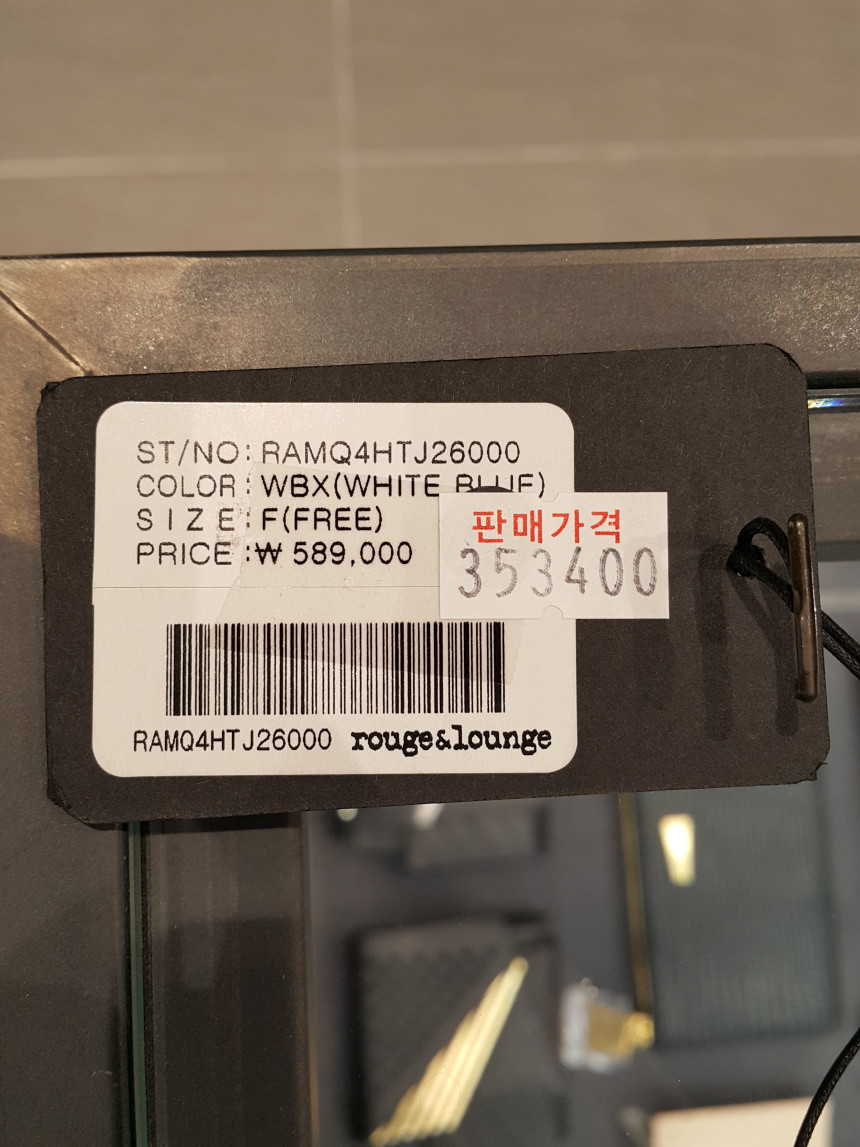 ST/NO: RAMQ4HTJ26000
COLOR: WBX(WHITE BLUE)
SIZE: F(FREE)
PRICE: ₩ 589,000
판매가격
353400
RAMQ4HTJ26000 rouge&lounge